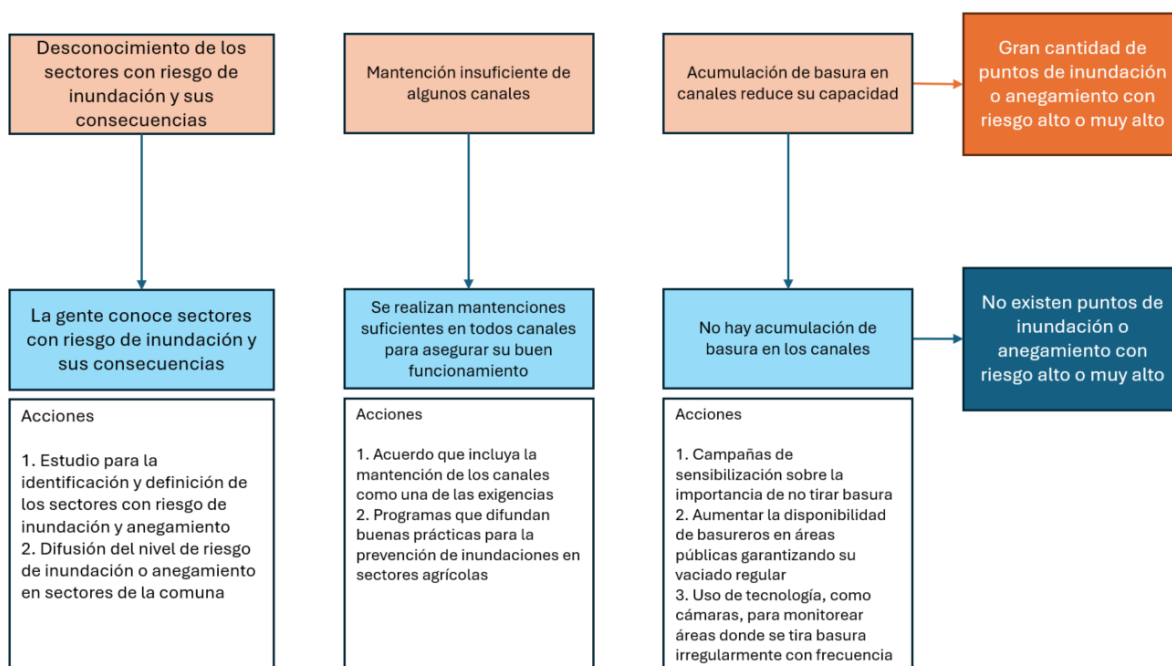 Desconocimiento de los
sectores con riesgo de
inundación y sus
consecuencias
Mantención insuficiente de
algunos canales
Acumulación de basura en
canales reduce su capacidad
Gran cantidad de
puntos de inundación
o anegamiento con
riesgo alto o muy alto
La gente conoce sectores
con riesgo de inundación y
sus consecuencias
Se realizan mantenciones
suficientes en todos canales
para asegurar su buen
funcionamiento
No hay acumulación de
basura en los canales
No existen puntos de
inundación o
anegamiento con
riesgo alto o muy alto
Acciones
1. Estudio para la
identificación y definición de
los sectores con riesgo de
inundación y anegamiento
2. Difusión del nivel de riesgo
de inundación o anegamiento
en sectores de la comuna
Acciones
1. Acuerdo que incluya la
mantención de los canales
como una de las exigencias
2. Programas que difundan
buenas prácticas para la
prevención de inundaciones en
sectores agrícolas
Acciones
1. Campañas de
sensibilización sobre la
importancia de no tirar basura
2. Aumentar la disponibilidad
de basureros en áreas
públicas garantizando su
vaciado regular
3. Uso de tecnología, como
cámaras, para monitorear
áreas donde se tira basura
irregularmente con frecuencia